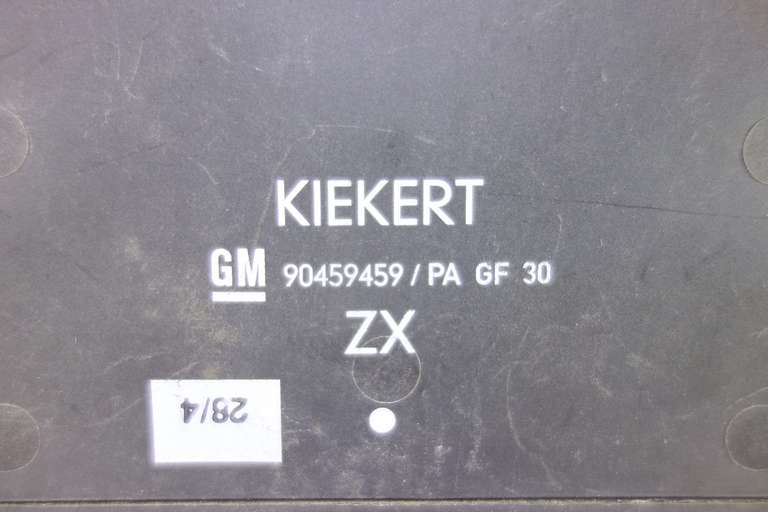 KIEKERT
GM 90459459 / PA GF 30
ZX
28/4